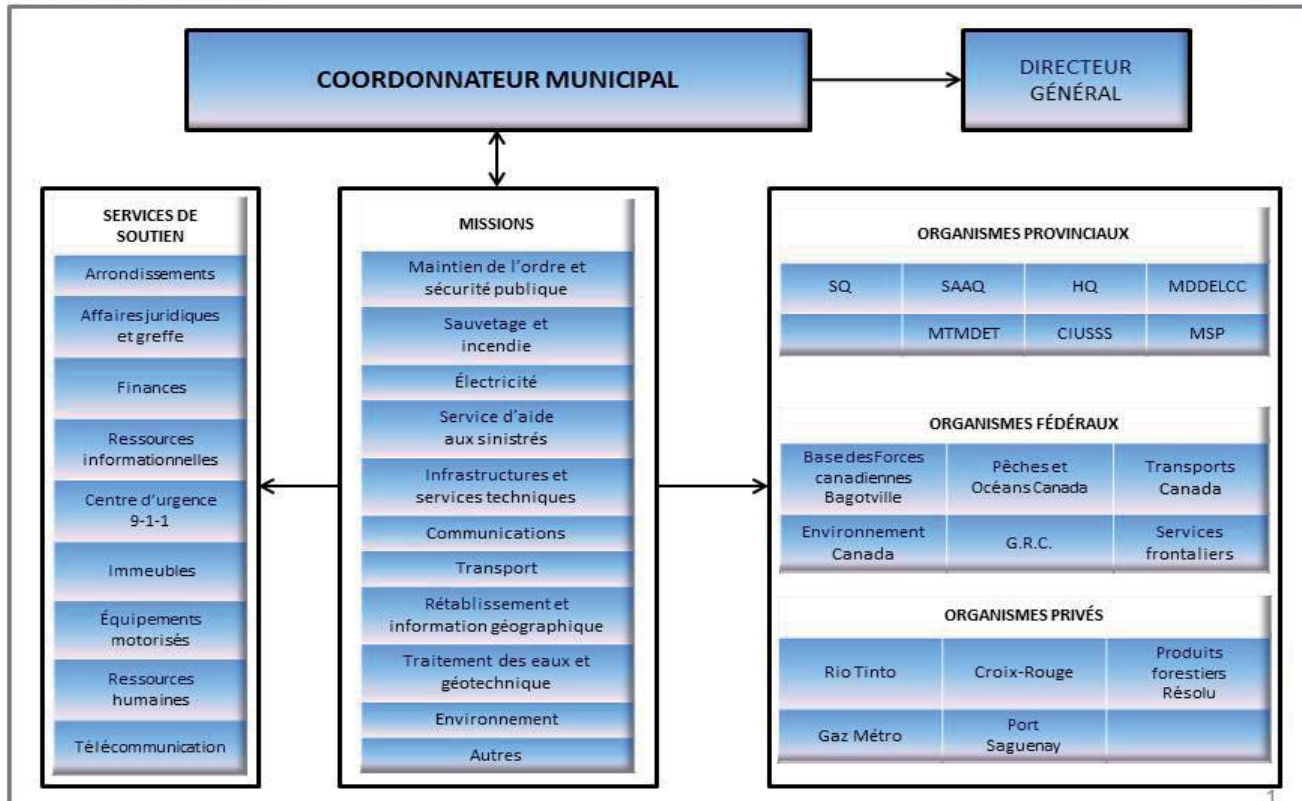 COORDONNATEUR MUNICIPAL
DIRECTEUR
GÉNÉRAL
SERVICES DE
SOUTIEN
Arrondissements
Affaires juridiques
et greffe
Finances
Ressources
informationnelles
Centre d'urgence
9-1-1
Immeubles
Équipements
motorisés
Ressources
humaines
Télécommunication
MISSIONS
Maintien de l'ordre et
sécurité publique
Sauvetage et
incendie
Électricité
Service d'aide
aux sinistrés
Infrastructures et
services techniques
Communications
Transport
Rétablissement et
information géographique
Traitement des eaux et
géotechnique
Environnement
Autres
ORGANISMES PROVINCIAUX
SQ SAAQ HQ MDDELCC
MTMDET CIUSSS MSP
ORGANISMES FÉDÉRAUX
Base des Forces
canadiennes
Bagotville
Pêches et
Océans Canada
Transports
Canada
Environnement
Canada
G.R.C.
Services
frontaliers
ORGANISMES PRIVÉS
Rio Tinto
Croix-Rouge
Produits
forestiers
Résolu
Gaz Métro
Port
Saguenay
1